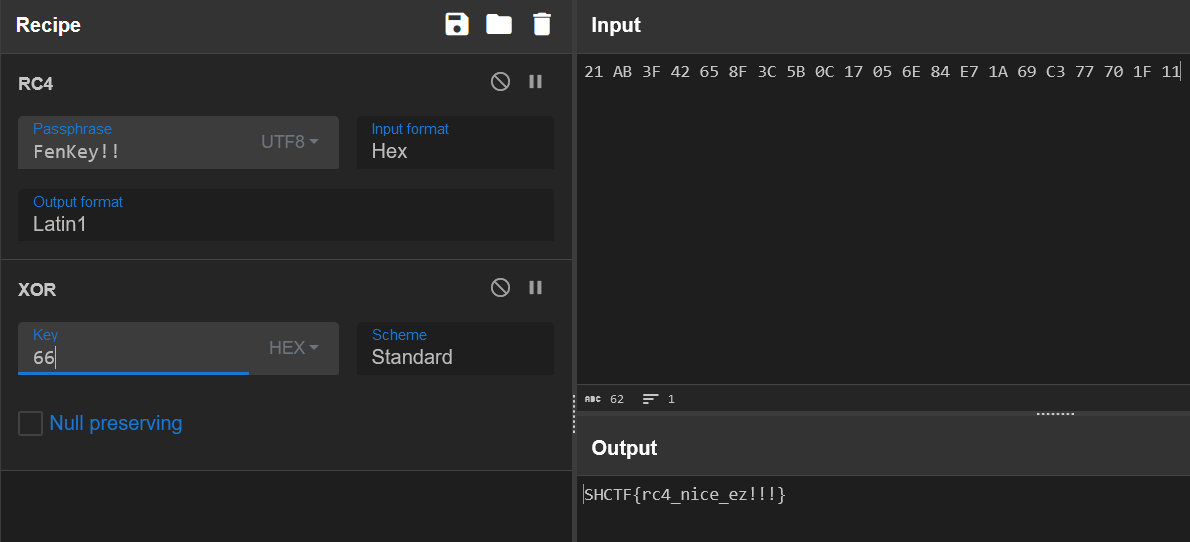 Recipe
RC4
Passphrase
FenKey!!
UTF8
Input format
Hex
Output format
Latin1
XOR
Key
66
HEX
Scheme
Standard
Null preserving
Input
21 AB 3F 42 65 8F 3C 5B 0C 17 05 6E 84 E7 1A 69 C3 77 70 1F 11
ABC 62 1
Output
SHCTF{rc4_nice_ez!!!}